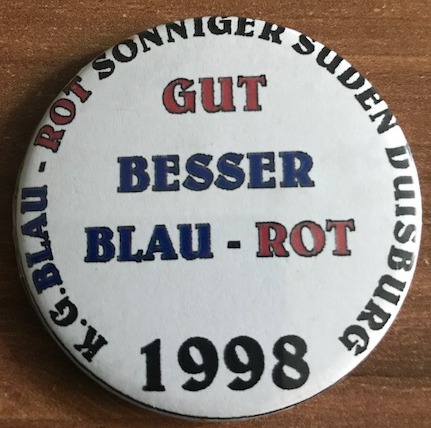 K.G.BLAU - ROT SONNIGER SÜDEN DUISBURG
GUT
BESSER
BLAU - ROT
1998